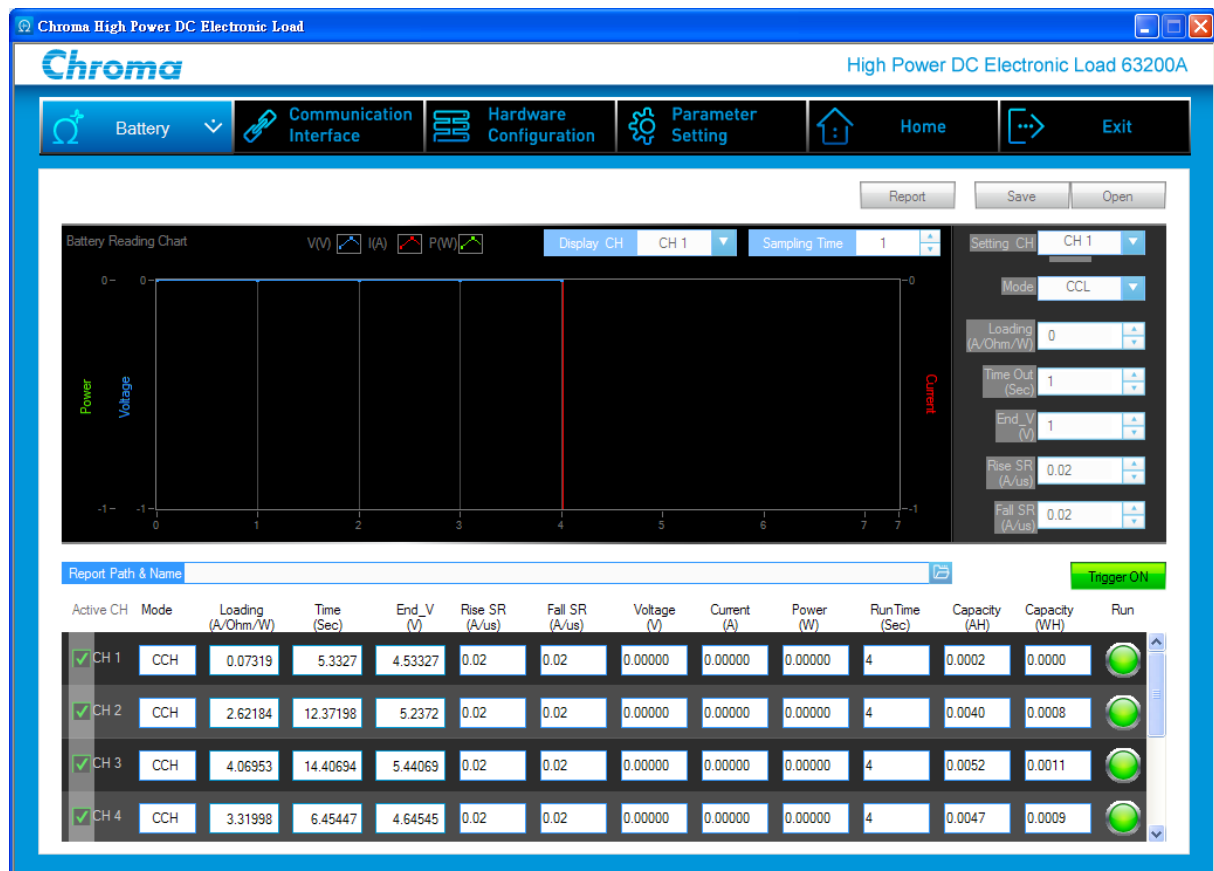 Chroma High Power DC Electronic Load
Chroma
High Power DC Electronic Load 63200A
Battery
Communication
Interface
Hardware
Configuration
Parameter
Setting
Home
Exit
Report
Save
Open
Battery Reading Chart
V(V)
I(A)
P(W)
Display CH
CH 1
Sampling Time
1
Setting CH
CH 1
Mode
CCL
Loading
(A/Ohm/W)
0
Time Out
(Sec)
1
End_V
(V)
1
Rise SR
(A/us)
0.02
Fall SR
(A/us)
0.02
0-
0-
-0
Power
Voltage
Current
-1-
-1-
-1
0 1 2 3 4 5 6 7 7
Report Path & Name
Trigger ON
Active CH Mode Loading (A/Ohm/W) Time (Sec) End_V (V) Rise SR (A/us) Fall SR (A/us) Voltage (V) Current (A) Power (W) Run Time (Sec) Capacity (AH) Capacity (WH) Run
CH 1 CCH 0.07319 5.3327 4.53327 0.02 0.02 0.00000 0.00000 0.00000 4 0.0002 0.0000
CH 2 CCH 2.62184 12.37198 5.2372 0.02 0.02 0.00000 0.00000 0.00000 4 0.0040 0.0008
CH 3 CCH 4.06953 14.40694 5.44069 0.02 0.02 0.00000 0.00000 0.00000 4 0.0052 0.0011
CH 4 CCH 3.31998 6.45447 4.64545 0.02 0.02 0.00000 0.00000 0.00000 4 0.0047 0.0009